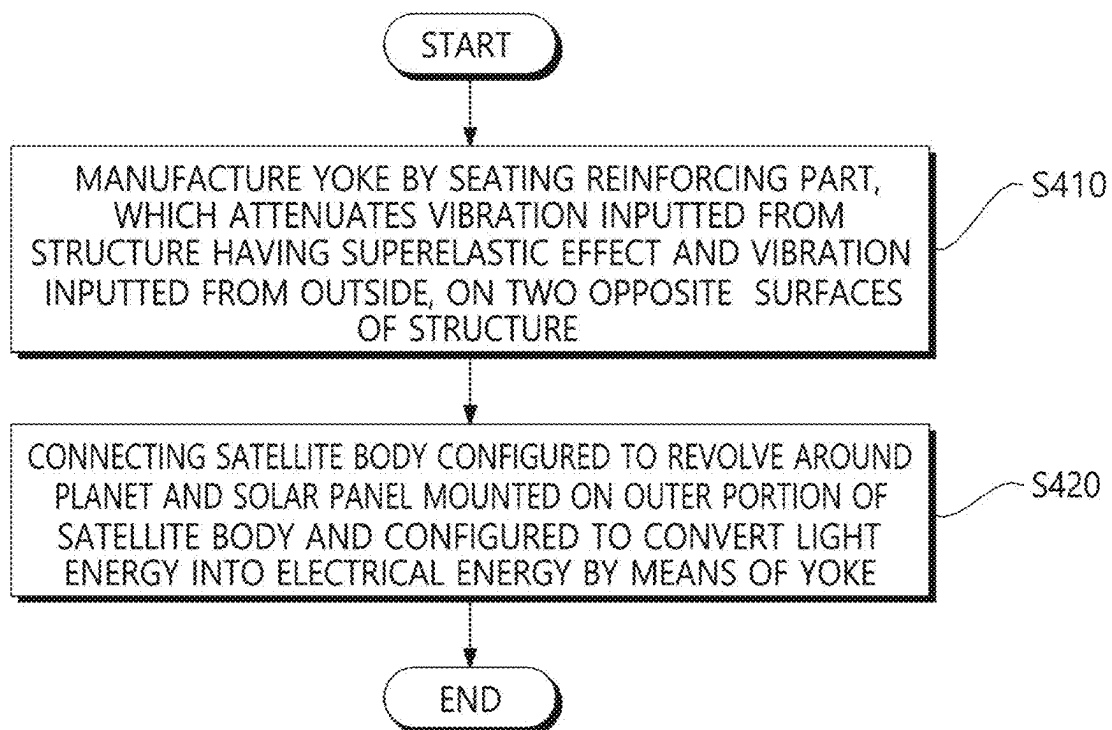 START
MANUFACTURE YOKE BY SEATING REINFORCING PART,
WHICH ATTENUATES VIBRATION INPUTTED FROM
STRUCTURE HAVING SUPERELASTIC EFFECT AND VIBRATION
INPUTTED FROM OUTSIDE, ON TWO OPPOSITE SURFACES
OF STRUCTURE
S410
CONNECTING SATELLITE BODY CONFIGURED TO REVOLVE AROUND
PLANET AND SOLAR PANEL MOUNTED ON OUTER PORTION OF
SATELLITE BODY AND CONFIGURED TO CONVERT LIGHT
ENERGY INTO ELECTRICAL ENERGY BY MEANS OF YOKE
S420
END